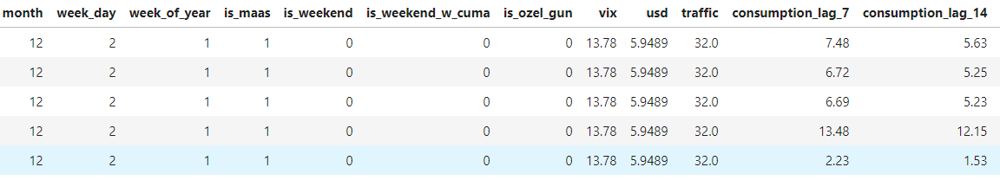 month week_day week_of_year is_maas is_weekend is_weekend_w_cuma is_ozel_gun vix usd traffic consumption_lag_7 consumption_lag_14
12 2 1 1 0 0 0 13.78 5.9489 32.0 7.48 5.63
12 2 1 1 0 0 0 13.78 5.9489 32.0 6.72 5.25
12 2 1 1 0 0 0 13.78 5.9489 32.0 6.69 5.23
12 2 1 1 0 0 0 13.78 5.9489 32.0 13.48 12.15
12 2 1 1 0 0 0 13.78 5.9489 32.0 2.23 1.53